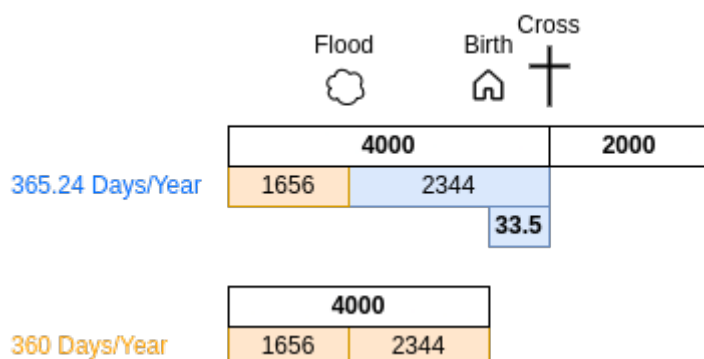 Cross
Flood Birth
4000 2000
365.24 Days/Year 1656 2344
33.5
4000
360 Days/Year 1656 2344